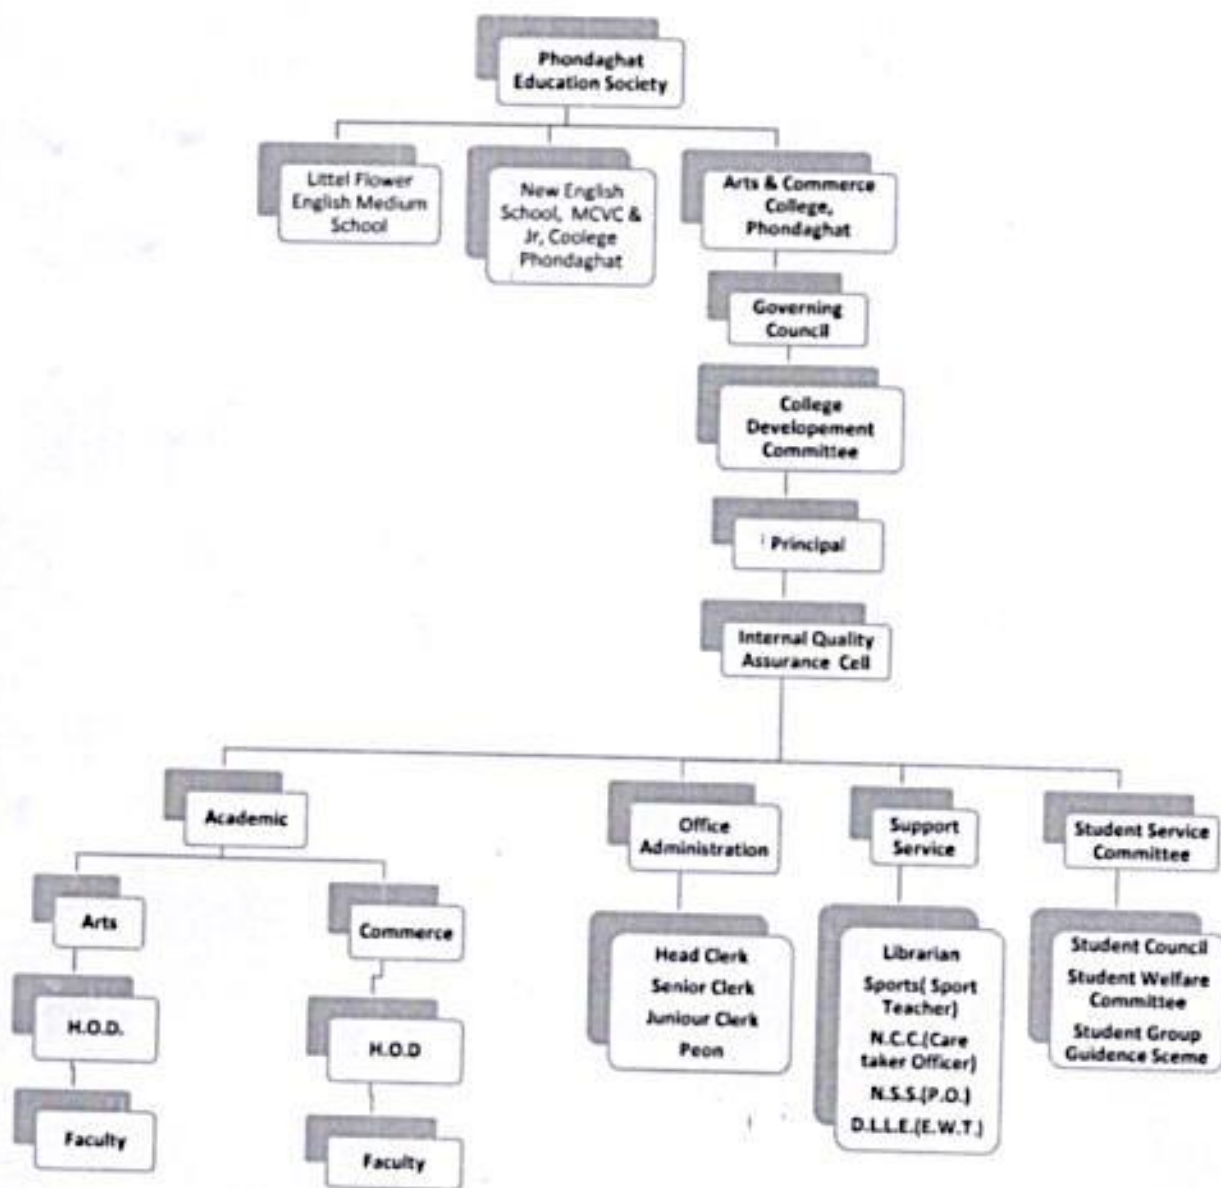 Phondaghat
Education Society
Littel Flower
English Medium
School
New English
School, MCVC &
Jr, Coolege
Phondaghat
Arts & Commerce
College,
Phondaghat
Governing
Council
College
Developement
Committee
Principal
Internal Quality
Assurance Cell
Academic
Office
Administration
Support
Service
Student Service
Committee
Arts
Commerce
H.O.D.
H.O.D
Faculty
Faculty
Head Clerk
Senior Clerk
Juniour Clerk
Peon
Librarian
Sports( Sport
Teacher)
N.C.C.(Care
taker Officer)
N.S.S.(P.O.)
D.L.L.E.(E.W.T.)
Student Council
Student Welfare
Committee
Student Group
Guidence Sceme